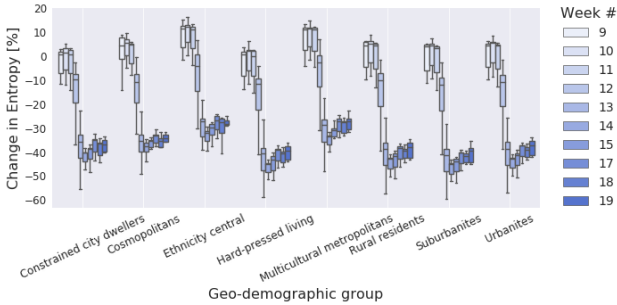 Week #
9
10
11
12
13
14
15
17
18
19
Change in Entropy [%]
20
10
0
−10
−20
−30
−40
−50
−60
Constrained city dwellers
Cosmopolitans
Ethnicity central
Hard-pressed living
Multicultural metropolitans
Rural residents
Suburbanites
Urbanites
Geo-demographic group